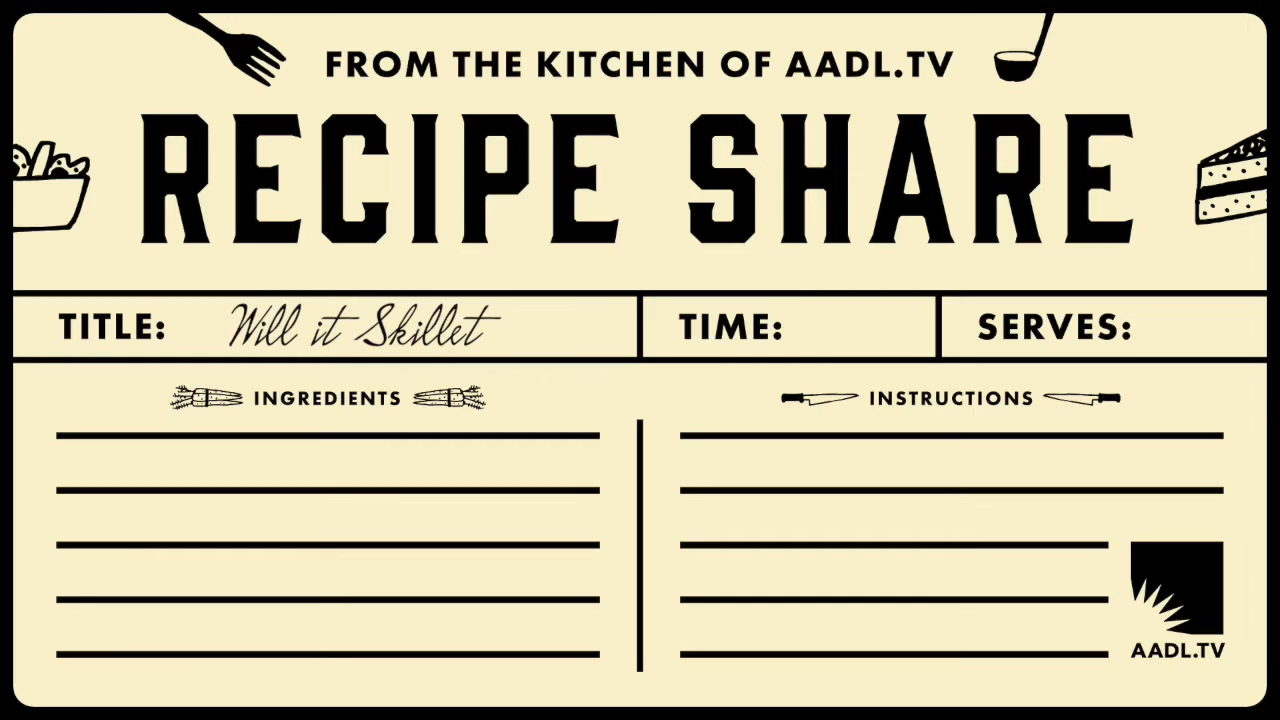 FROM THE KITCHEN OF AADL.TV
RECIPE SHARE
TITLE: Will it Skillet
TIME:
SERVES:
INGREDIENTS
INSTRUCTIONS
AADL.TV